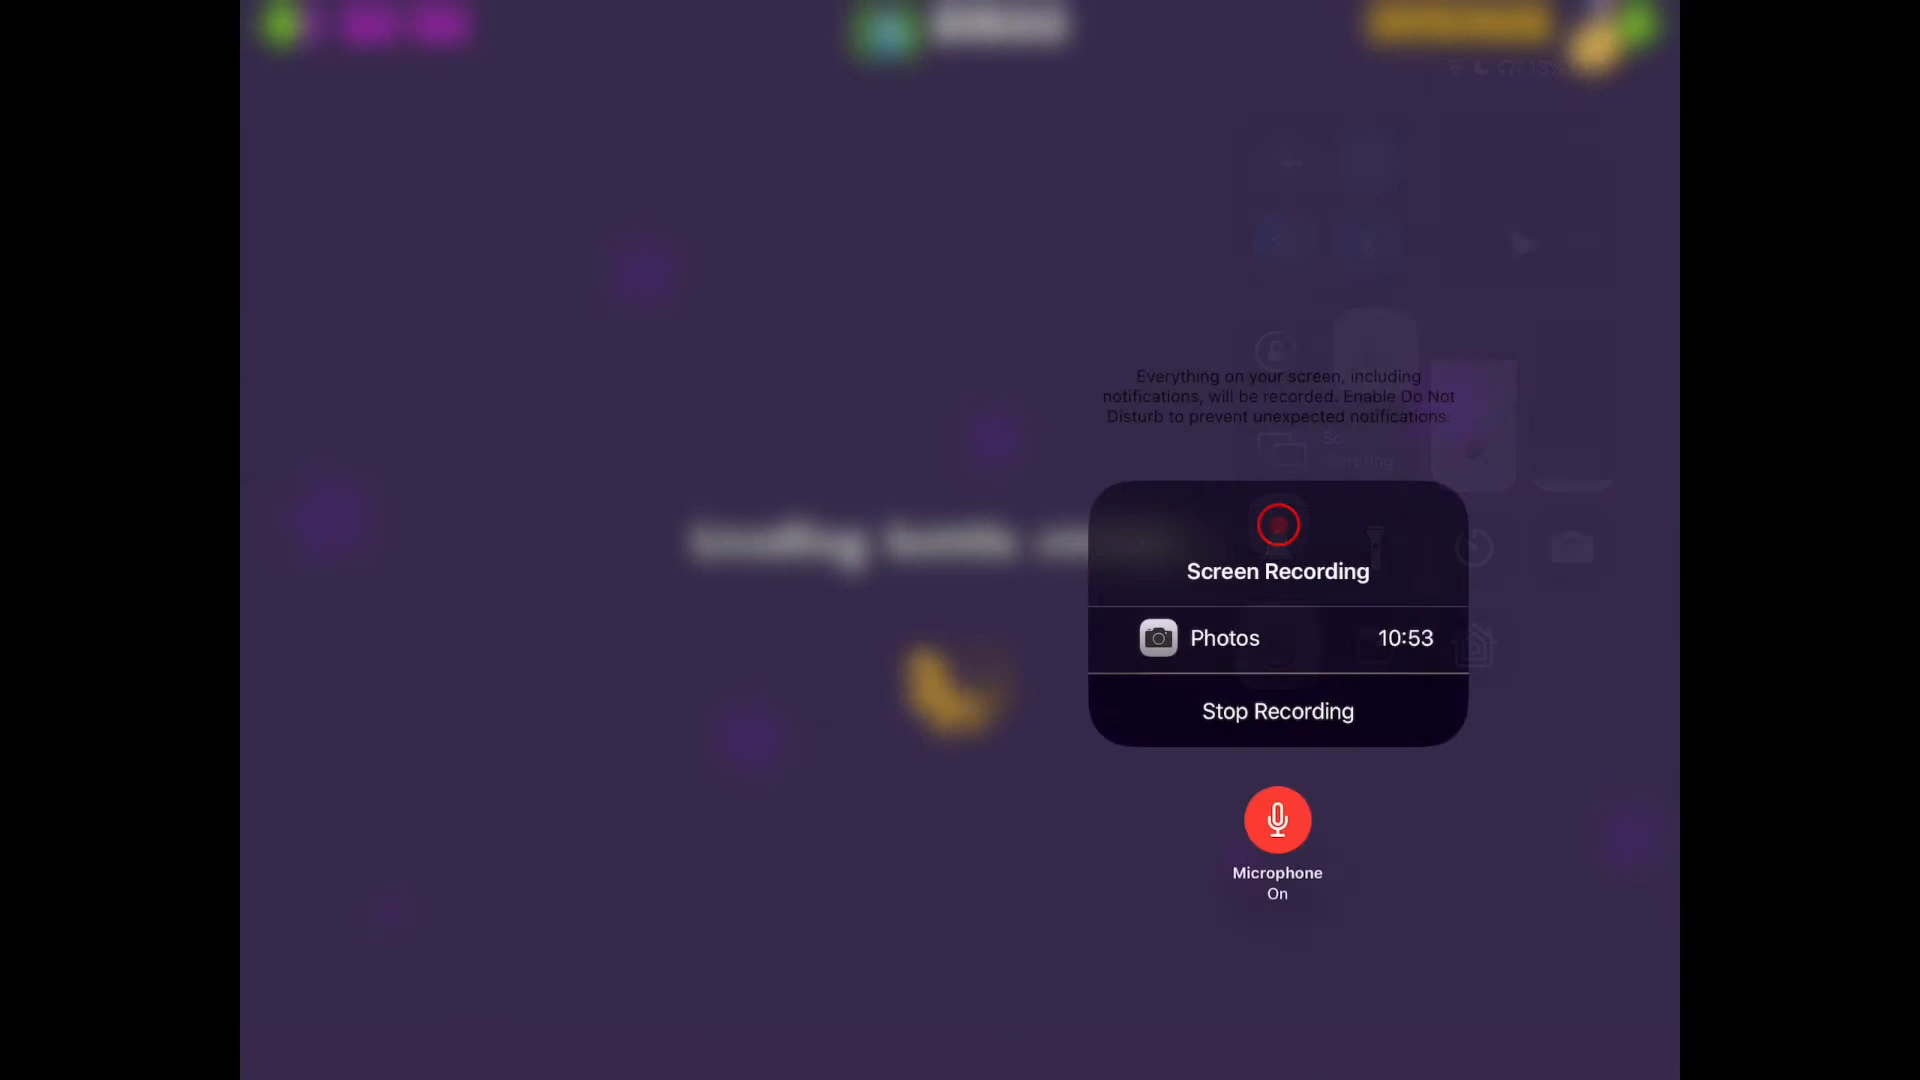 13%
Everything on your screen, including
notifications, will be recorded. Enable Do Not
Disturb to prevent unexpected notifications.
Screen Recording
Photos 10:53
Stop Recording
Microphone
On